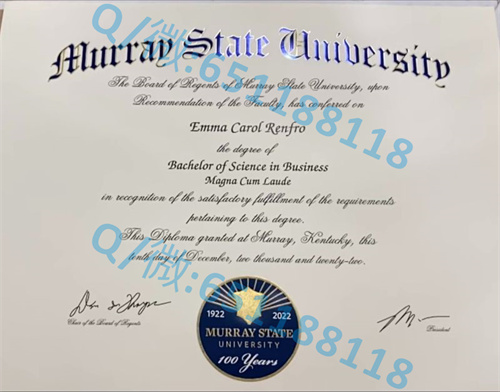 Murray State University
The Board of Regents of Murray State University, upon
Recommendation of the Faculty, has conferred on
Emma Carol Renfro
the degree of
Bachelor of Science in Business
Magna Cum Laude
in recognition of the satisfactory fulfillment of the requirements
pertaining to this degree.
This Diploma granted at Murray, Kentucky, this
tenth day of December, two thousand and twenty-two.
Chair of the Board of Regents
1922 2022
MURRAY STATE
UNIVERSITY
100 Years
President
Q/微:651188118
Q/微:651188118